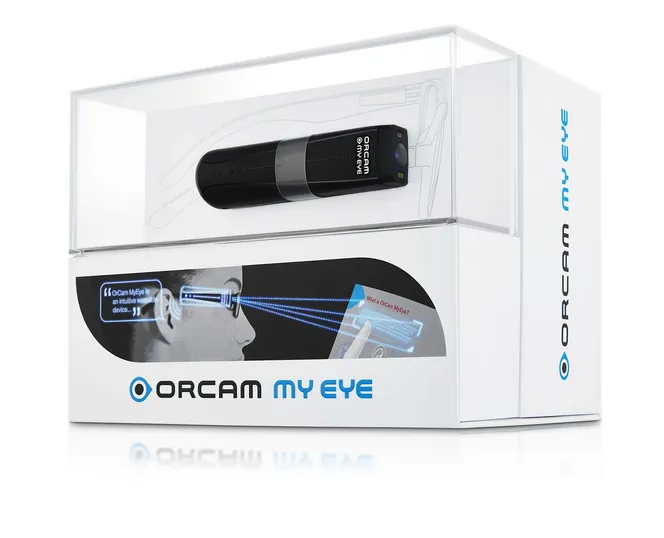 ORCAM
MY EYE
ORCAM MY EYE
“OrCam MyEye is
an intuitive wearable
device... ”
What is OrCam MyEye?
ORCAM MY EYE